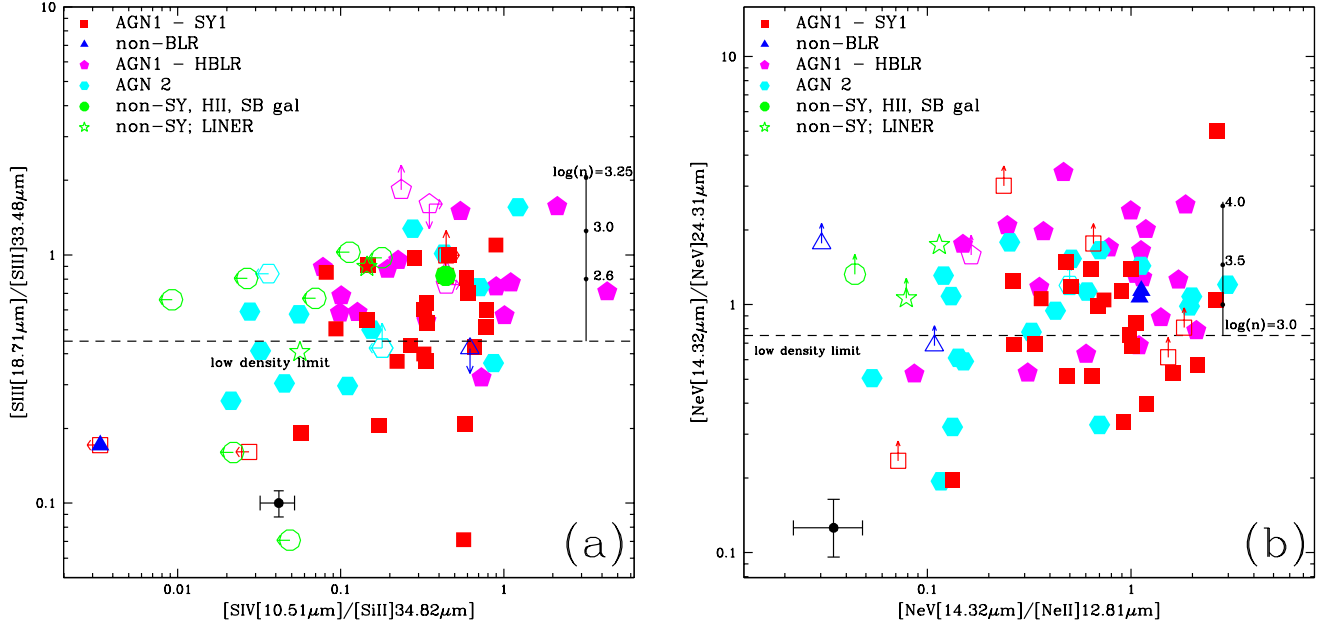 10
1
0.1
0.01
0.1
1
[SIII[18.71μm]/[SIII]33.48μm]
[SIV[10.51μm]/[SiII]34.82μm]
AGN1 - SY1
non-BLR
AGN1 - HBLR
AGN 2
non-SY, HII, SB gal
non-SY; LINER
log(n)=3.25
3.0
2.6
low density limit
(a)
10
1
0.1
0.1
1
[NeV[14.32μm]/[NeV]24.31μm]
[NeV[14.32μm]/[NeII]12.81μm]
AGN1 - SY1
non-BLR
AGN1 - HBLR
AGN 2
non-SY, HII, SB gal
non-SY; LINER
4.0
3.5
log(n)=3.0
low density limit
(b)